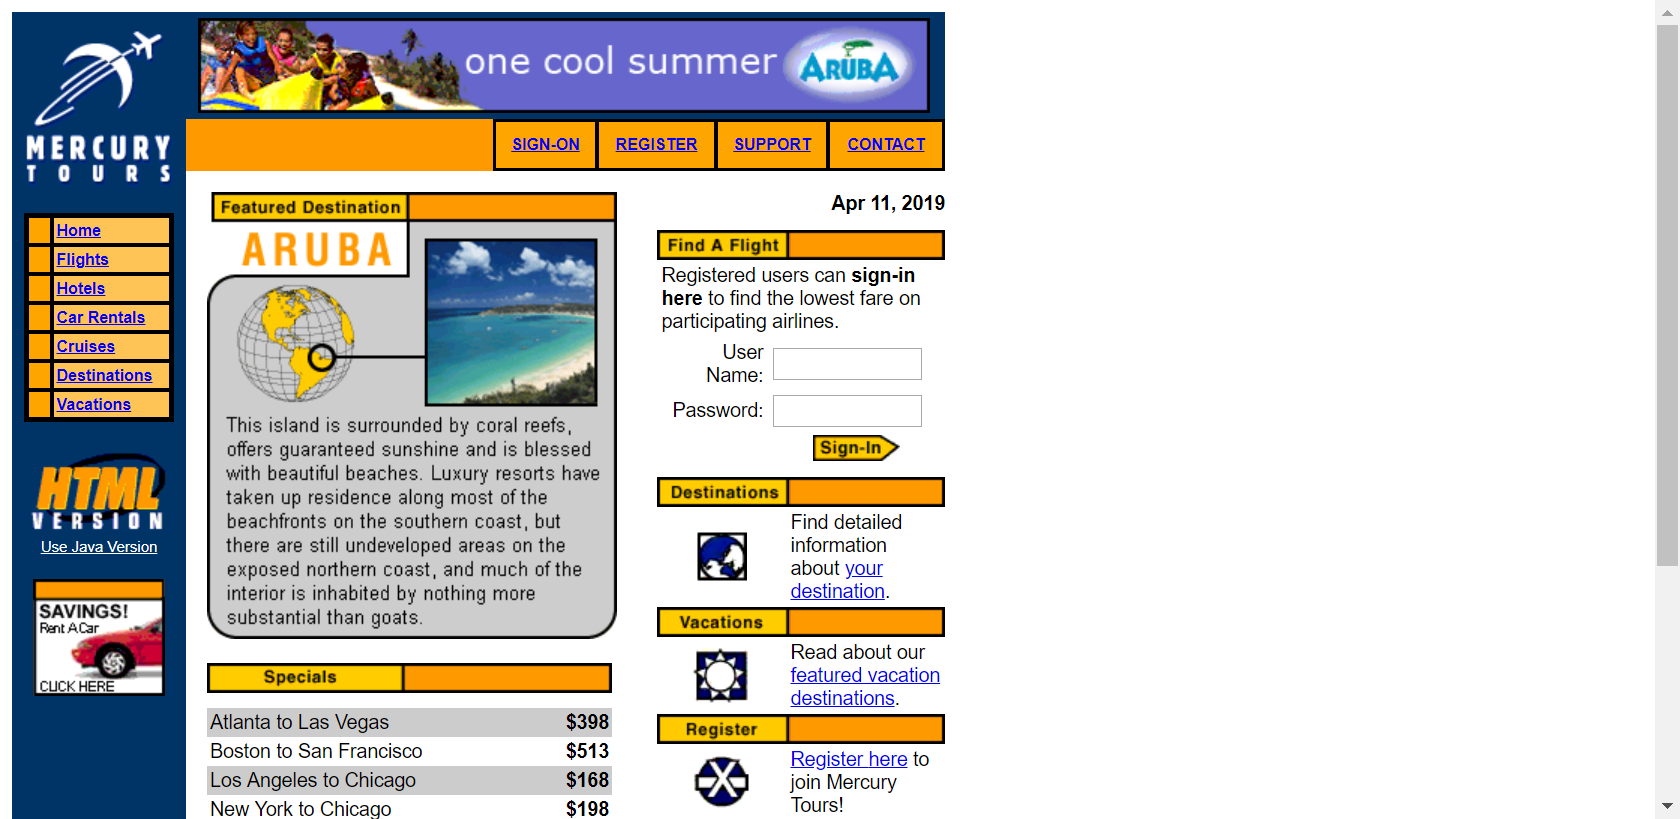 one cool summer ARUBA
MERCURY
TOURS
SIGN-ON REGISTER SUPPORT CONTACT
Home
Flights
Hotels
Car Rentals
Cruises
Destinations
Vacations
HTML
VERSION
Use Java Version
SAVINGS!
Rent A Car
CLICK HERE
Featured Destination
ARUBA
This island is surrounded by coral reefs,
offers guaranteed sunshine and is blessed
with beautiful beaches. Luxury resorts have
taken up residence along most of the
beachfronts on the southern coast, but
there are still undeveloped areas on the
exposed northern coast, and much of the
interior is inhabited by nothing more
substantial than goats.
Specials
Atlanta to Las Vegas $398
Boston to San Francisco $513
Los Angeles to Chicago $168
New York to Chicago $198
Apr 11, 2019
Find A Flight
Registered users can sign-in
here to find the lowest fare on
participating airlines.
User
Name:
Password:
Sign-In
Destinations
Find detailed
information
about your
destination.
Vacations
Read about our
featured vacation
destinations.
Register
Register here to
join Mercury
Tours!